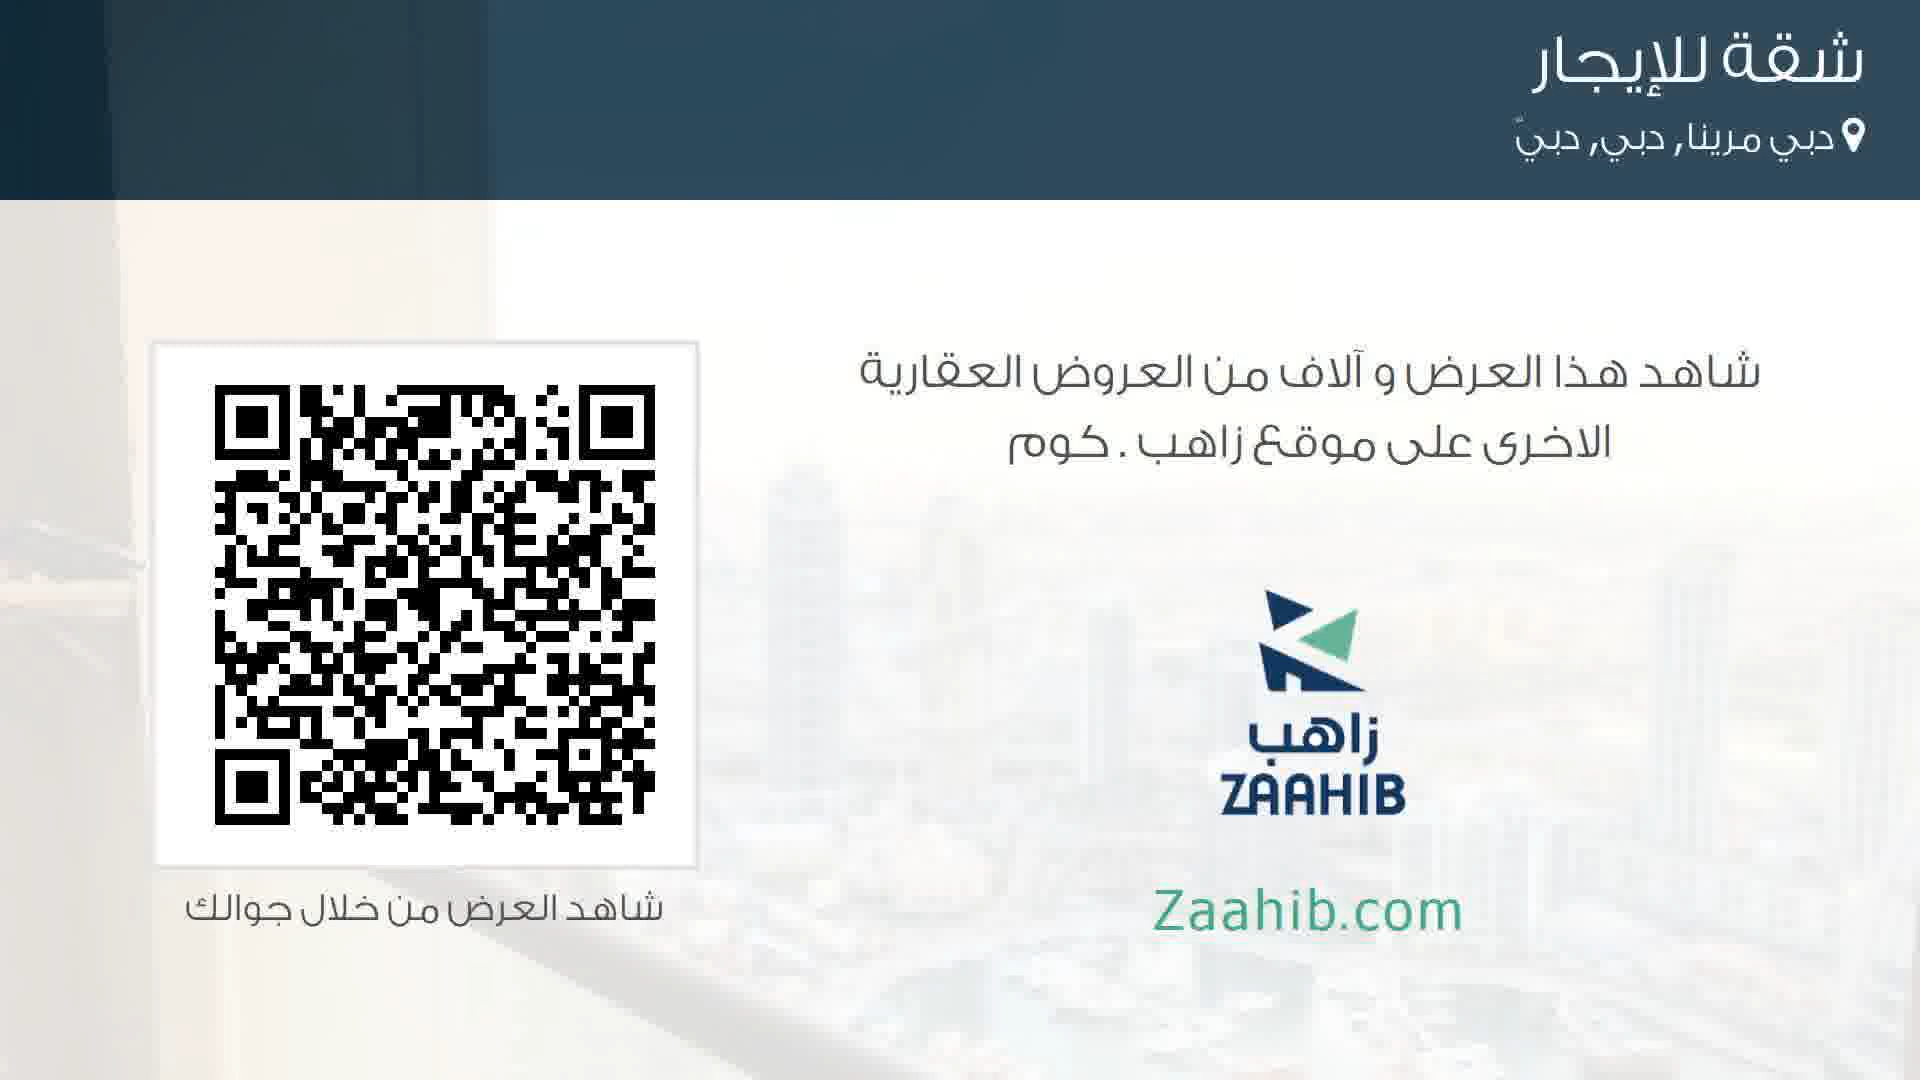 شقة للإيجار
دبي مرينا, دبي, دبيّ
شاهد هذا العرض و آلاف من العروض العقارية
الاخرى على موقع زاهب . كوم
زاهب
ZAAHIB
Zaahib.com
شاهد العرض من خلال جوالك